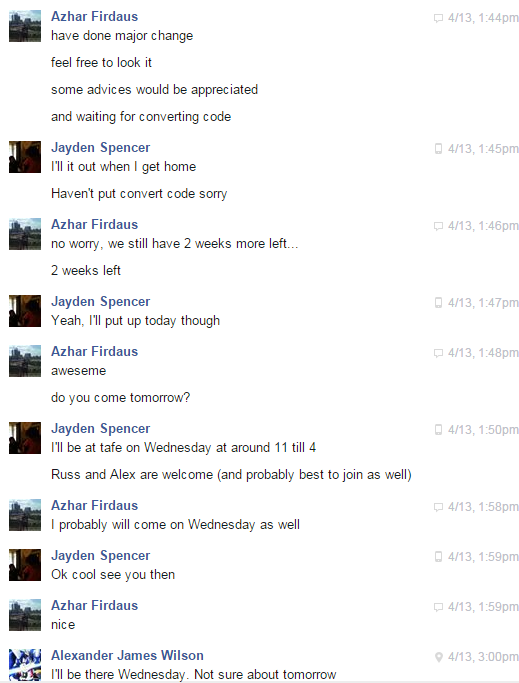 Azhar Firdaus 4/13, 1:44pm
have done major change
feel free to look it
some advices would be appreciated
and waiting for converting code
Jayden Spencer 4/13, 1:45pm
I'll it out when I get home
Haven't put convert code sorry
Azhar Firdaus 4/13, 1:46pm
no worry, we still have 2 weeks more left...
2 weeks left
Jayden Spencer 4/13, 1:47pm
Yeah, I'll put up today though
Azhar Firdaus 4/13, 1:48pm
aweseme
do you come tomorrow?
Jayden Spencer 4/13, 1:50pm
I'll be at tafe on Wednesday at around 11 till 4
Russ and Alex are welcome (and probably best to join as well)
Azhar Firdaus 4/13, 1:58pm
I probably will come on Wednesday as well
Jayden Spencer 4/13, 1:59pm
Ok cool see you then
Azhar Firdaus 4/13, 1:59pm
nice
Alexander James Wilson 4/13, 3:00pm
I'll be there Wednesday. Not sure about tomorrow